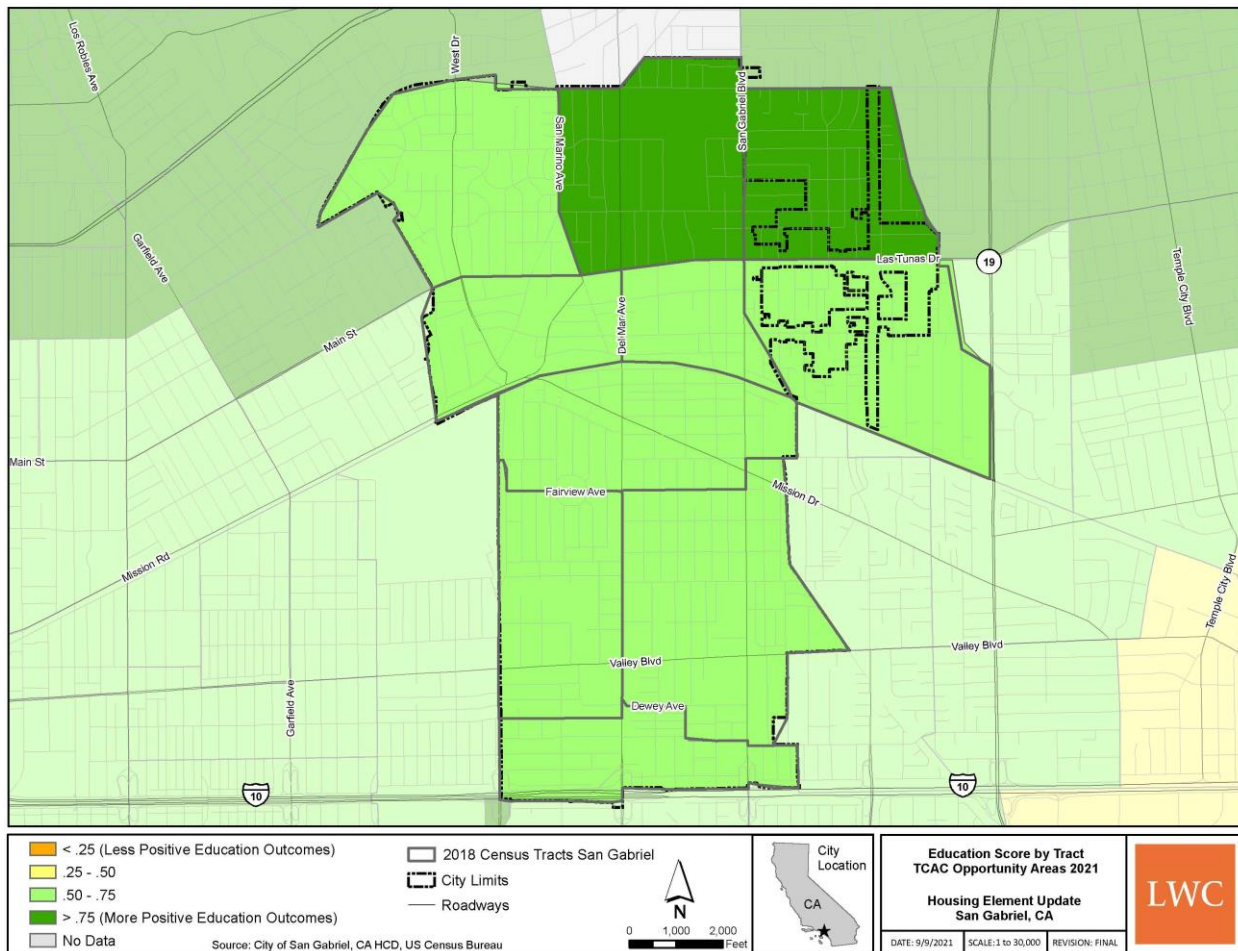 Los Robles Ave
West Dr
San Marino Ave
San Gabriel Blvd
Garfield Ave
Las Tunas Dr
19
Temple City Blvd
Main St
Del Mar Ave
Main St
Fairview Ave
Mission Dr
Mission Rd
Temple City Blvd
Valley Blvd
Valley Blvd
Garfield Ave
Dewey Ave
10
10
< .25 (Less Positive Education Outcomes)
.25 - .50
.50 - .75
> .75 (More Positive Education Outcomes)
No Data
2018 Census Tracts San Gabriel
City Limits
Roadways
Source: City of San Gabriel, CA HCD, US Census Bureau
N
0 1,000 2,000
Feet
City
Location
CA
Education Score by Tract
TCAC Opportunity Areas 2021
Housing Element Update
San Gabriel, CA
DATE: 9/9/2021 SCALE:1 to 30,000 REVISION: FINAL
LWC